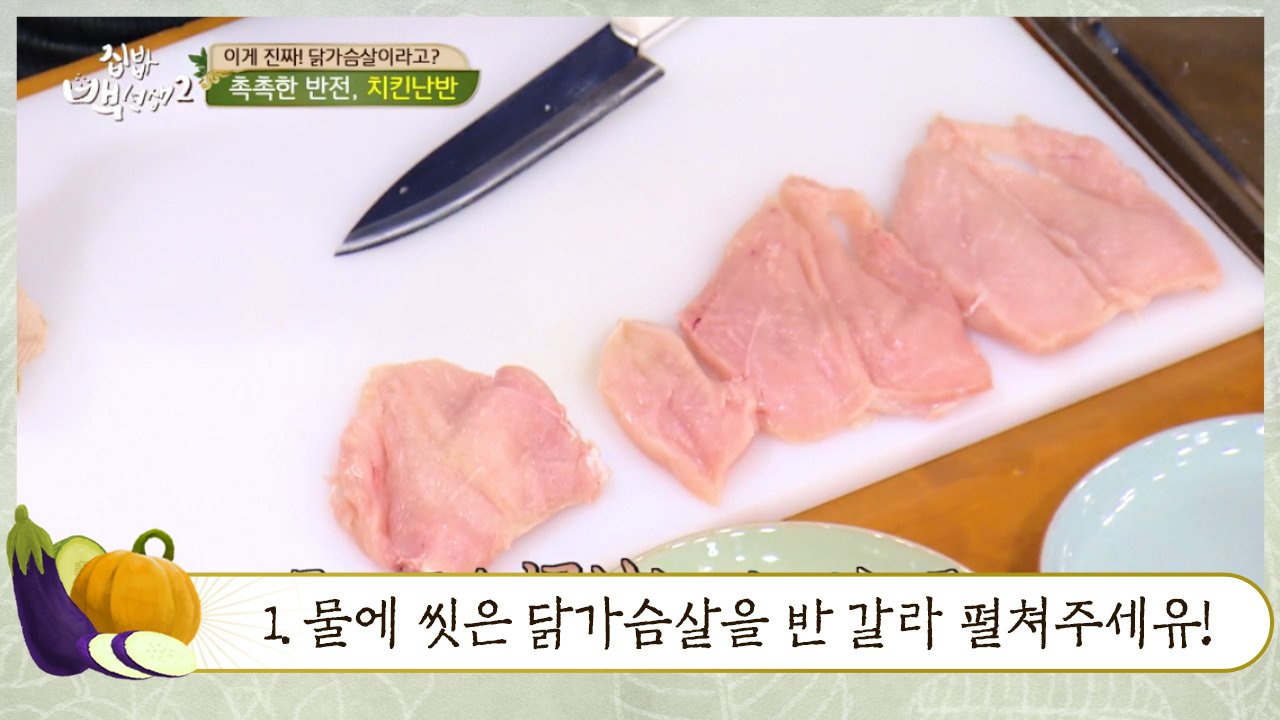 집밥
백선생2
이게 진짜! 닭가슴살이라고?
촉촉한 반전, 치킨난반
1. 물에 씻은 닭가슴살을 반 갈라 펼쳐주세유!